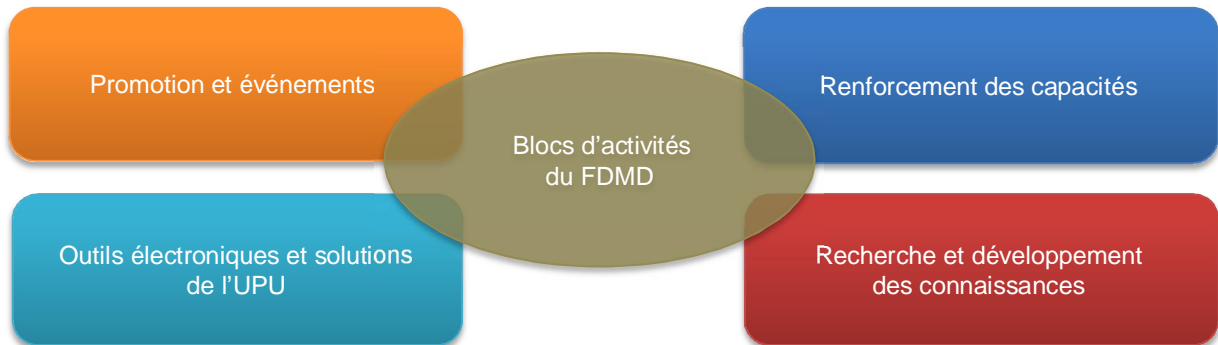 Promotion et événements
Renforcement des capacités
Blocs d'activités
du FDMD
Outils électroniques et solutions
de l'UPU
Recherche et développement
des connaissances